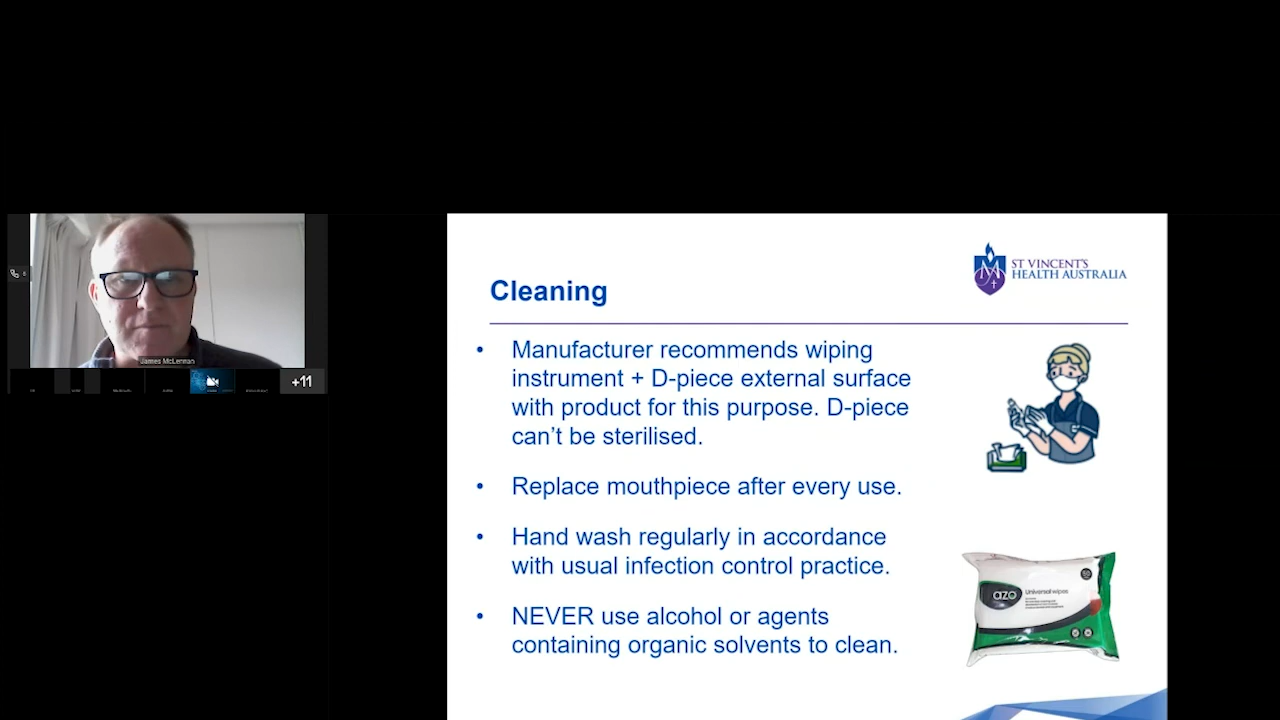 James McLernan
+11
ST VINCENT'S
HEALTH AUSTRALIA
Cleaning
• Manufacturer recommends wiping
instrument + D-piece external surface
with product for this purpose. D-piece
can't be sterilised.
• Replace mouthpiece after every use.
• Hand wash regularly in accordance
with usual infection control practice.
azo
Universal wipes
50
• NEVER use alcohol or agents
containing organic solvents to clean.